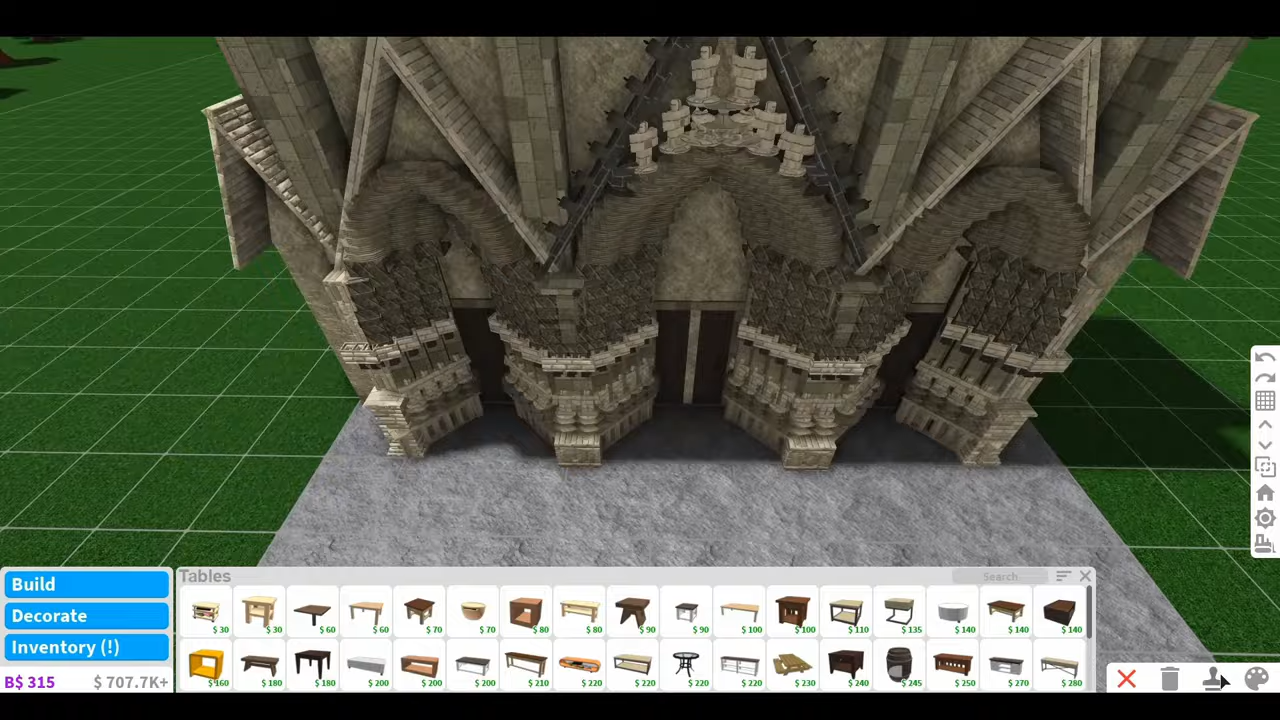 Tables
Search...
Build
Decorate
Inventory (!)
B$ 315 $ 707.7K+
$ 30 $ 30 $ 60 $ 60 $ 70 $ 70 $ 80 $ 80 $ 90 $ 90 $ 100 $ 100 $ 110 $ 135 $ 140 $ 140 $ 140
$ 160 $ 180 $ 180 $ 200 $ 200 $ 200 $ 210 $ 220 $ 220 $ 220 $ 220 $ 230 $ 240 $ 245 $ 250 $ 270 $ 280